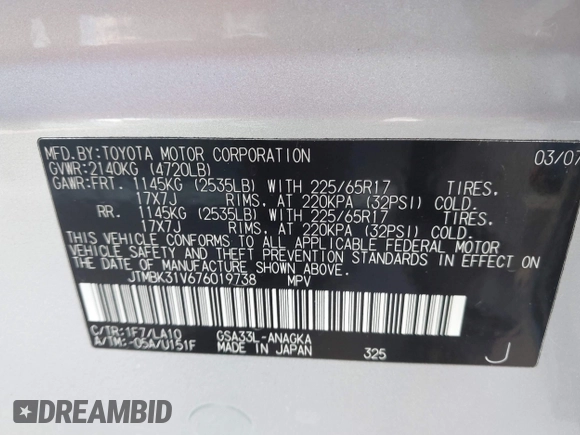 MFD.BY:TOYOTA MOTOR CORPORATION 03/07
GVWR:2140KG (4720LB)
GAWR:FRT. 1145KG (2535LB) WITH 225/65R17 TIRES.
17X7J RIMS. AT 220KPA (32PSI) COLD.
RR. 1145KG (2535LB) WITH 225/65R17 TIRES.
17X7J RIMS. AT 220KPA (32PSI) COLD.
THIS VEHICLE CONFORMS TO ALL APPLICABLE FEDERAL MOTOR
VEHICLE SAFETY AND THEFT PREVENTION STANDARDS IN EFFECT ON
THE DATE OF MANUFACTURE SHOWN ABOVE.
JTMBK31V676019738 MPV
C/TR:1F7/LA10 GSA33L-ANAGKA
A/TM:-05A/U151F MADE IN JAPAN 325 J
DREAMBID